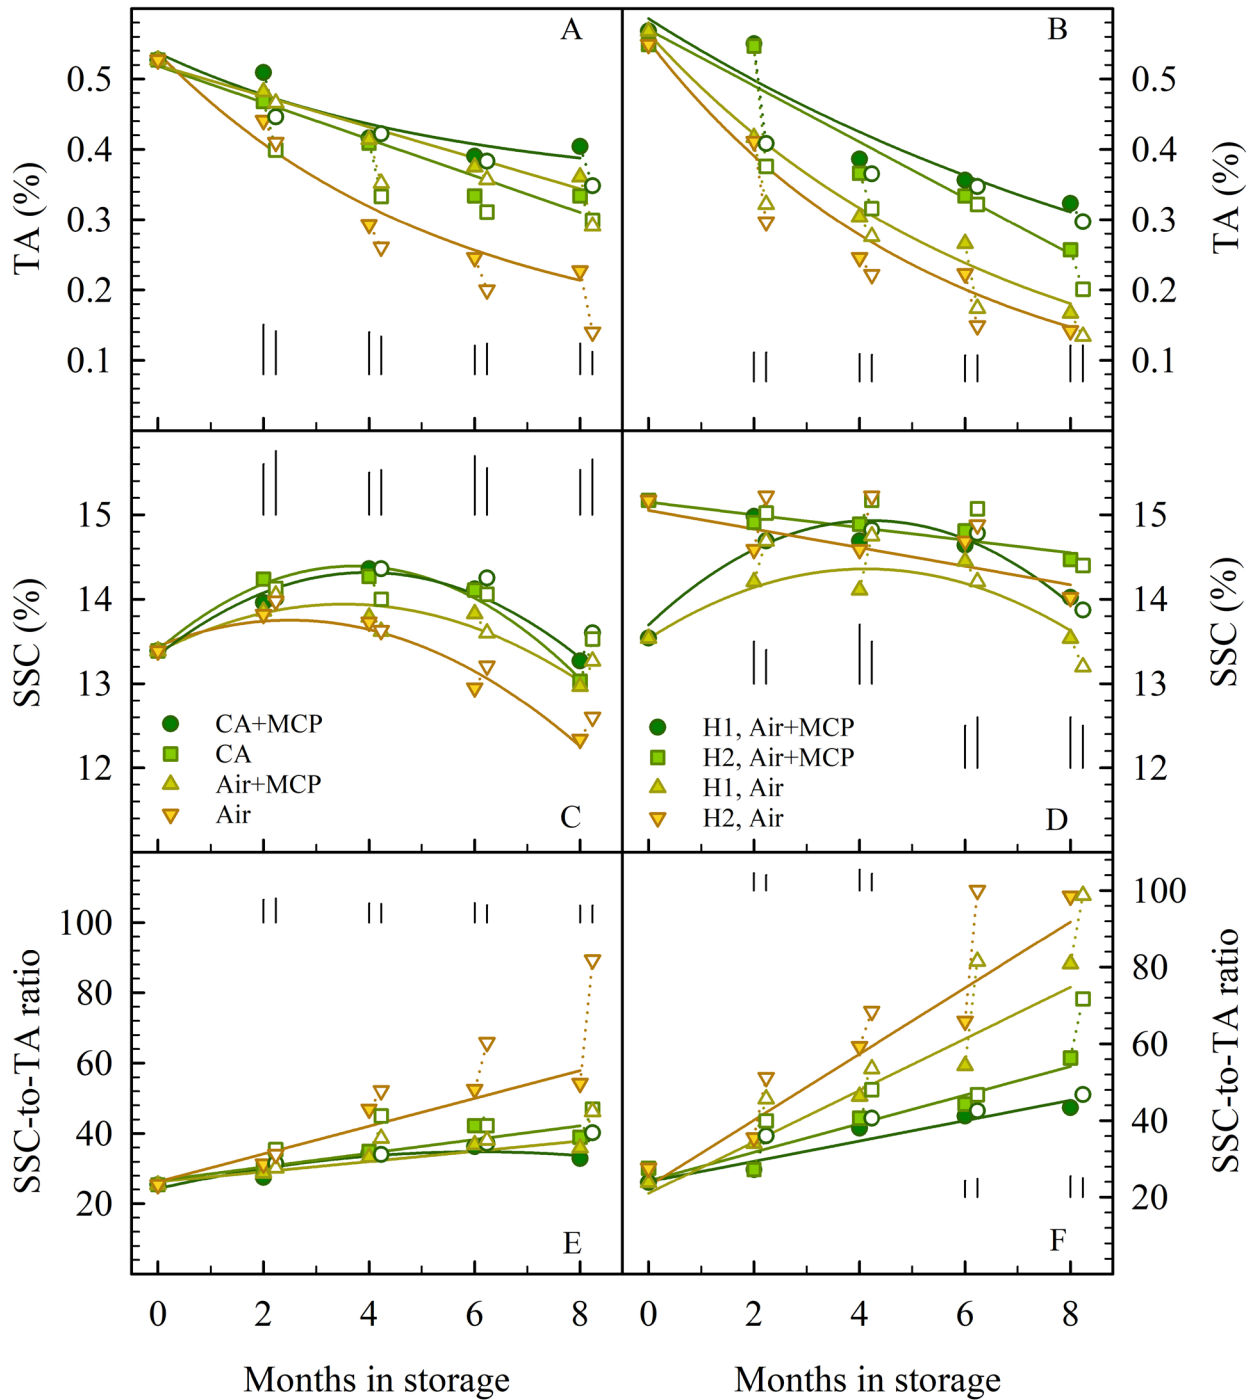 A
B
0.5
0.4
0.3
0.2
0.1
TA (%)
0.5
0.4
0.3
0.2
0.1
TA (%)
15
14
13
12
SSC (%)
CA+MCP
CA
Air+MCP
Air
C
H1, Air+MCP
H2, Air+MCP
H1, Air
H2, Air
D
15
14
13
12
SSC (%)
100
80
60
40
20
SSC-to-TA ratio
E
F
100
80
60
40
20
SSC-to-TA ratio
0 2 4 6 8
0 2 4 6 8
Months in storage
Months in storage